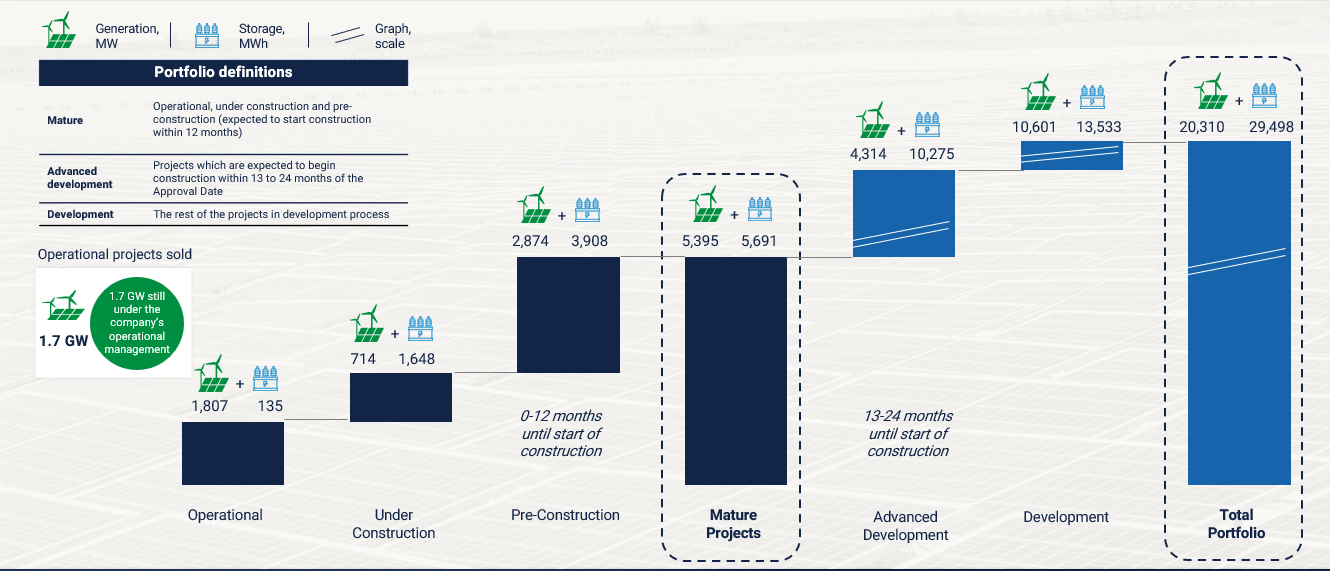 Generation,
MW
Storage,
MWh
Graph,
scale
Portfolio definitions
Mature
Operational, under construction and pre-
construction (expected to start construction
within 12 months)
Advanced
development
Projects which are expected to begin
construction within 13 to 24 months of the
Approval Date
Development
The rest of the projects in development process
Operational projects sold
1.7 GW
1.7 GW still
under the
company's
operational
management
+
1,807 135
Operational
+
714 1,648
Under
Construction
+
2,874 3,908
0-12 months
until start of
construction
Pre-Construction
+
5,395 5,691
Mature
Projects
+
4,314 10,275
13-24 months
until start of
construction
Advanced
Development
+
10,601 13,533
Development
+
20,310 29,498
Total
Portfolio